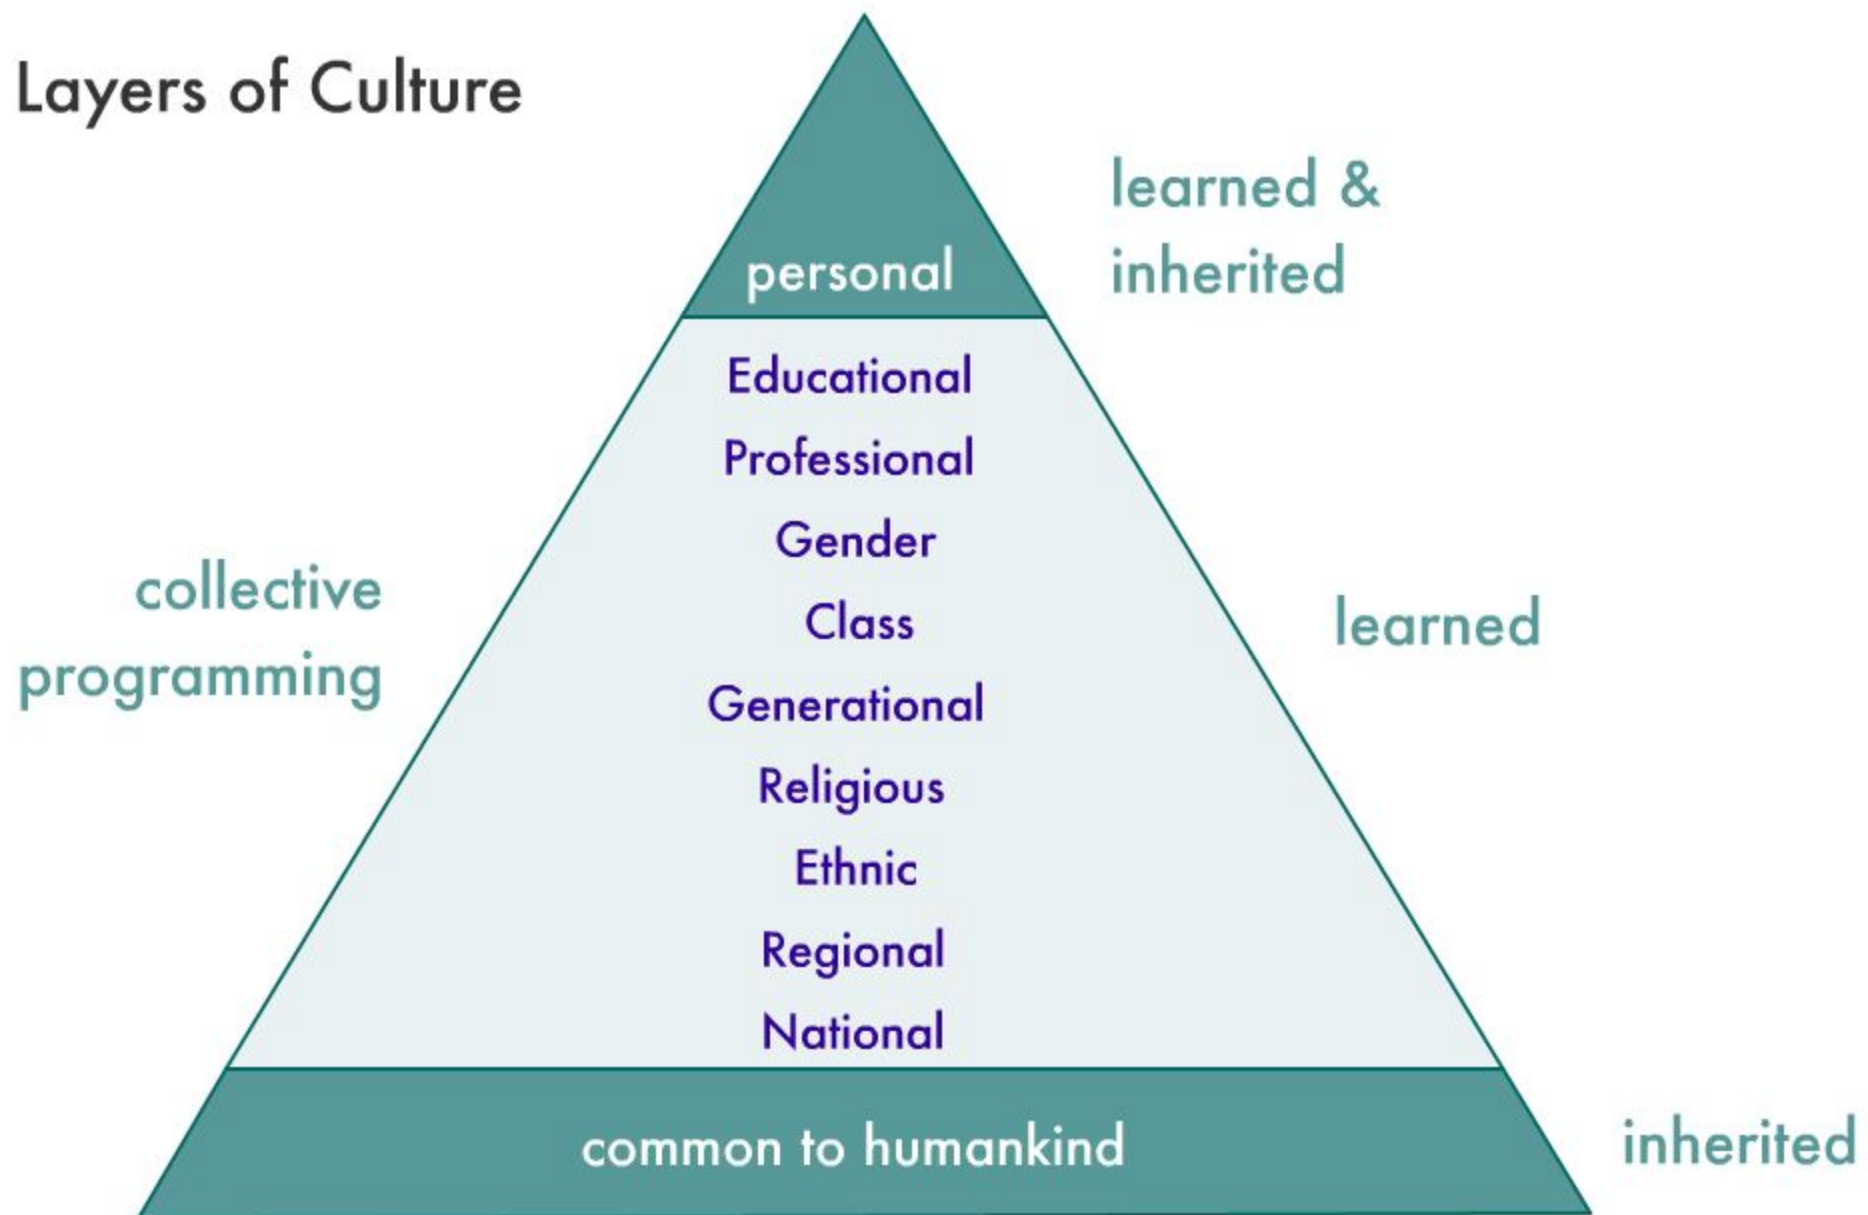 Layers of Culture
learned &
inherited
personal
Educational
Professional
Gender
Class
Generational
Religious
Ethnic
Regional
National
collective
programming
learned
common to humankind
inherited